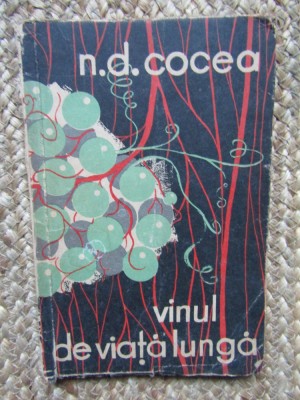 n.d. cocea
vinul
de viață lungă